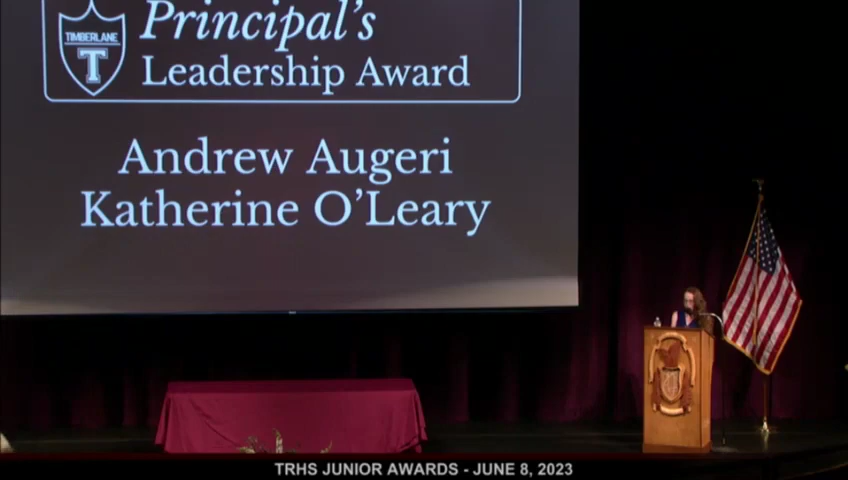 Principal's
TIMBERLANE
T
Leadership Award
Andrew Augeri
Katherine O'Leary
TRHS JUNIOR AWARDS - JUNE 8, 2023